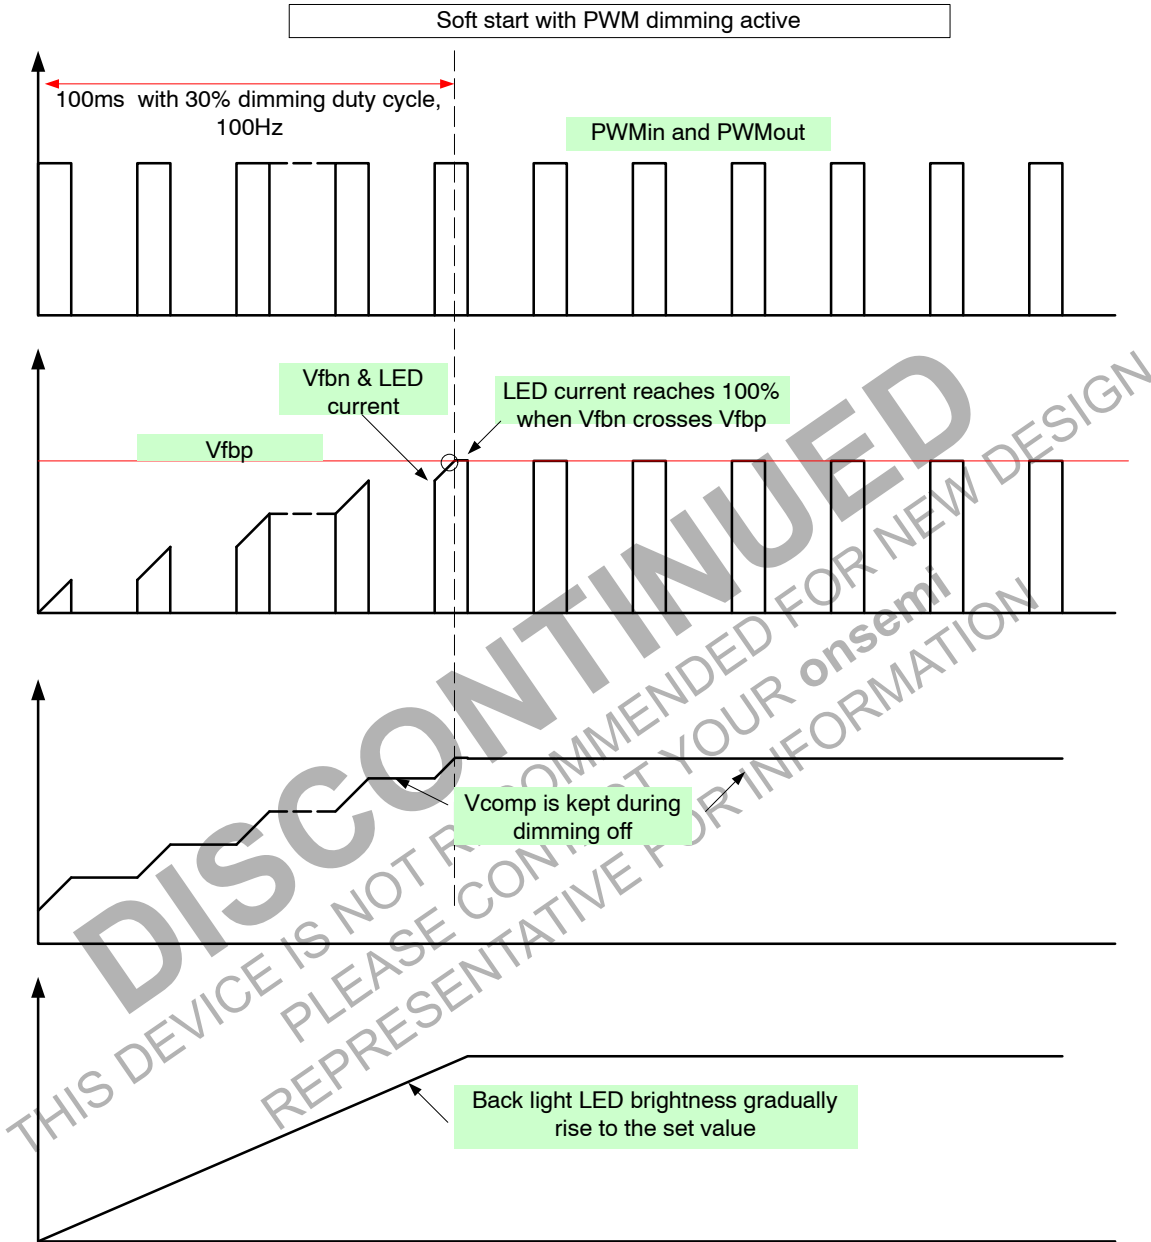 Soft start with PWM dimming active
100ms with 30% dimming duty cycle,
100Hz
PWMin and PWMout
Vfbn & LED
current
LED current reaches 100%
when Vfbn crosses Vfbp
Vfbp
Vcomp is kept during
dimming off
Back light LED brightness gradually
rise to the set value
DISCONTINUED
THIS DEVICE IS NOT RECOMMENDED FOR NEW DESIGN
PLEASE CONTACT YOUR onsemi
REPRESENTATIVE FOR INFORMATION